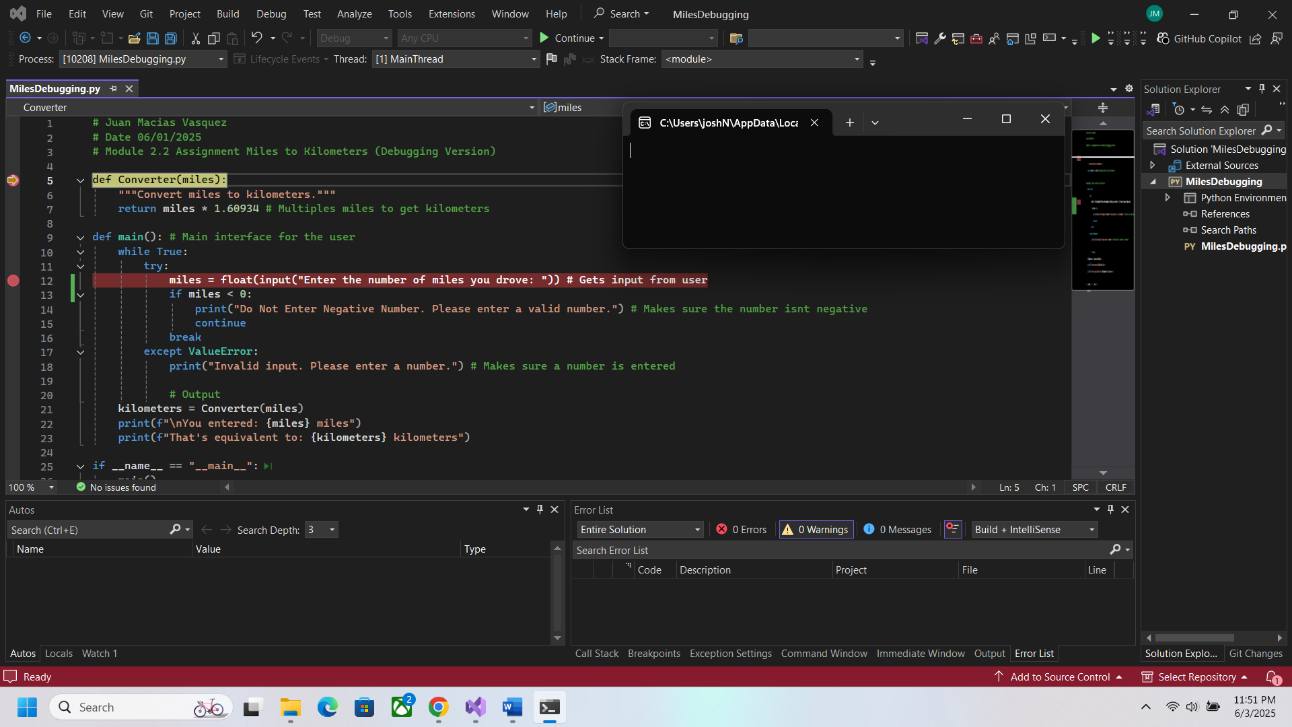 File Edit View Git Project Build Debug Test Analyze Tools Extensions Window Help Search MilesDebugging JM
Debug Any CPU Continue GitHub Copilot
Process: [10208] MilesDebugging.py Lifecycle Events Thread: [1] MainThread Stack Frame: <module>
MilesDebugging.py
Converter miles
1 # Juan Macias Vasquez
2 # Date 06/01/2025
3 # Module 2.2 Assignment Miles to Kilometers (Debugging Version)
4
5 def Converter(miles):
6 """Convert miles to kilometers."""
7 return miles * 1.60934 # Multiples miles to get kilometers
8
9 def main(): # Main interface for the user
10 while True:
11 try:
12 miles = float(input("Enter the number of miles you drove: ")) # Gets input from user
13 if miles < 0:
14 print("Do Not Enter Negative Number. Please enter a valid number.") # Makes sure the number isnt negative
15 continue
16 break
17 except ValueError:
18 print("Invalid input. Please enter a number.") # Makes sure a number is entered
19
20 # Output
21 kilometers = Converter(miles)
22 print(f"\nYou entered: {miles} miles")
23 print(f"That's equivalent to: {kilometers} kilometers")
24
25 if __name__ == "__main__":
C:\Users\joshN\AppData\Loca
Solution Explorer
Search Solution Explorer
Solution 'MilesDebugging
External Sources
MilesDebugging
Python Environmen
References
Search Paths
MilesDebugging.p
100 % No issues found Ln: 5 Ch: 1 SPC CRLF
Autos
Search (Ctrl+E) Search Depth: 3
Name Value Type
Autos Locals Watch 1
Error List
Entire Solution 0 Errors 0 Warnings 0 Messages Build + IntelliSense
Search Error List
Code Description Project File Line
Call Stack Breakpoints Exception Settings Command Window Immediate Window Output Error List
Solution Explo... Git Changes
Ready Add to Source Control Select Repository 1
Search 2 11:51 PM
6/3/2025